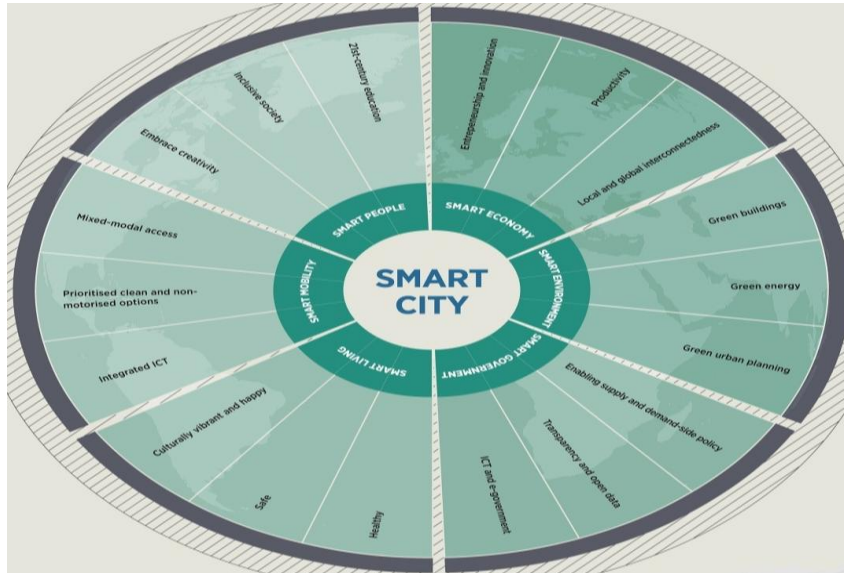 SMART
CITY
SMART PEOPLE
Embrace creativity
Inclusive society
21st-century education
SMART ECONOMY
Entrepeneurship and innovation
Productivity
Local and global interconnectedness
SMART ENVIRONMENT
Green buildings
Green energy
Green urban planning
SMART GOVERNMENT
Enabling supply and demand-side policy
Transparency and open data
ICT and e-government
SMART LIVING
Healthy
Safe
Culturally vibrant and happy
SMART MOBILITY
Integrated ICT
Prioritised clean and non-
motorised options
Mixed-modal access